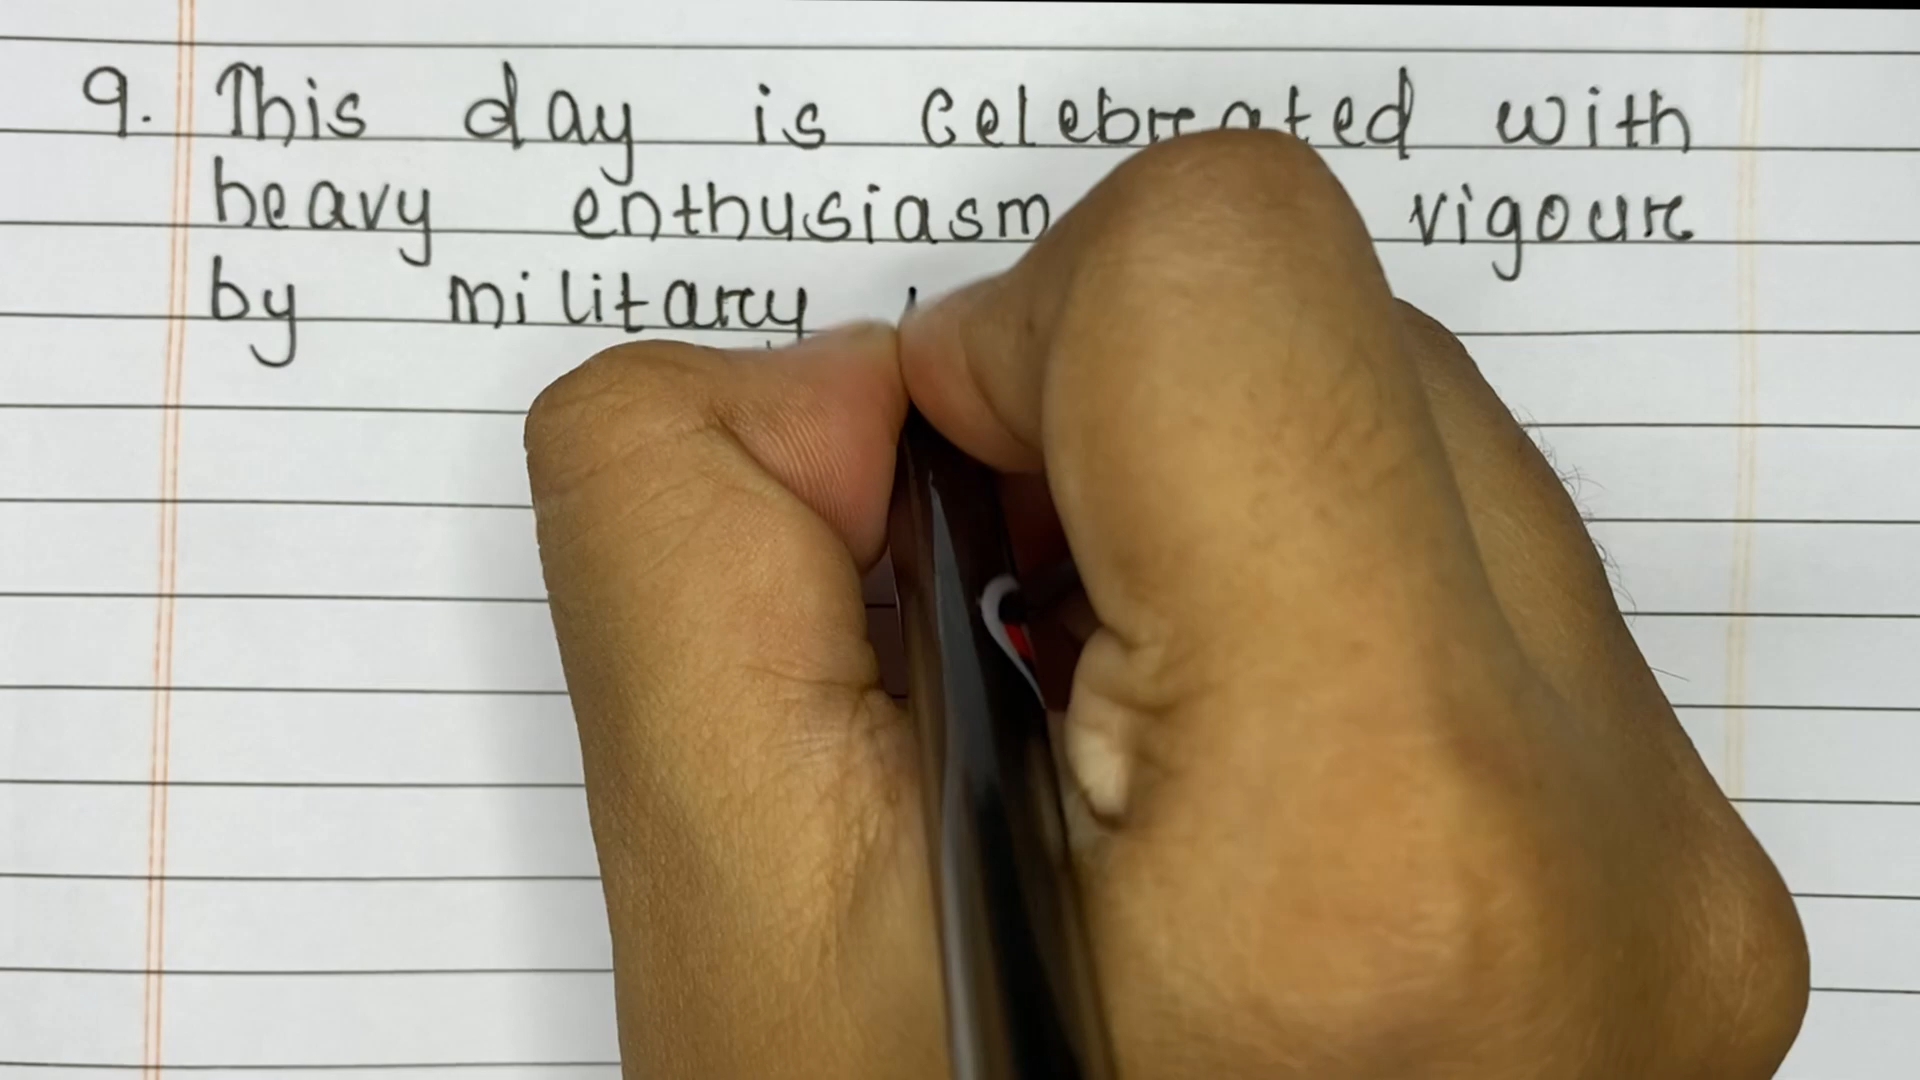 9. This day is celebrated with
heavy enthusiasm vigour
by military